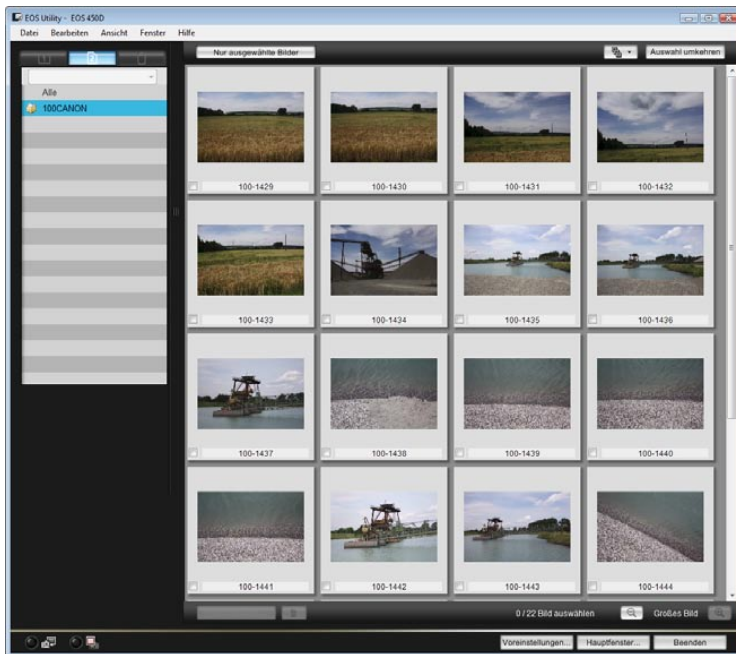 EOS Utility - EOS 450D
Datei Bearbeiten Ansicht Fenster Hilfe
Nur ausgewählte Bilder
Auswahl umkehren
Alle
100CANON
100-1429
100-1430
100-1431
100-1432
100-1433
100-1434
100-1435
100-1436
100-1437
100-1438
100-1439
100-1440
100-1441
100-1442
100-1443
100-1444
0 / 22 Bild auswählen
Großes Bild
Voreinstellungen...
Hauptfenster...
Beenden